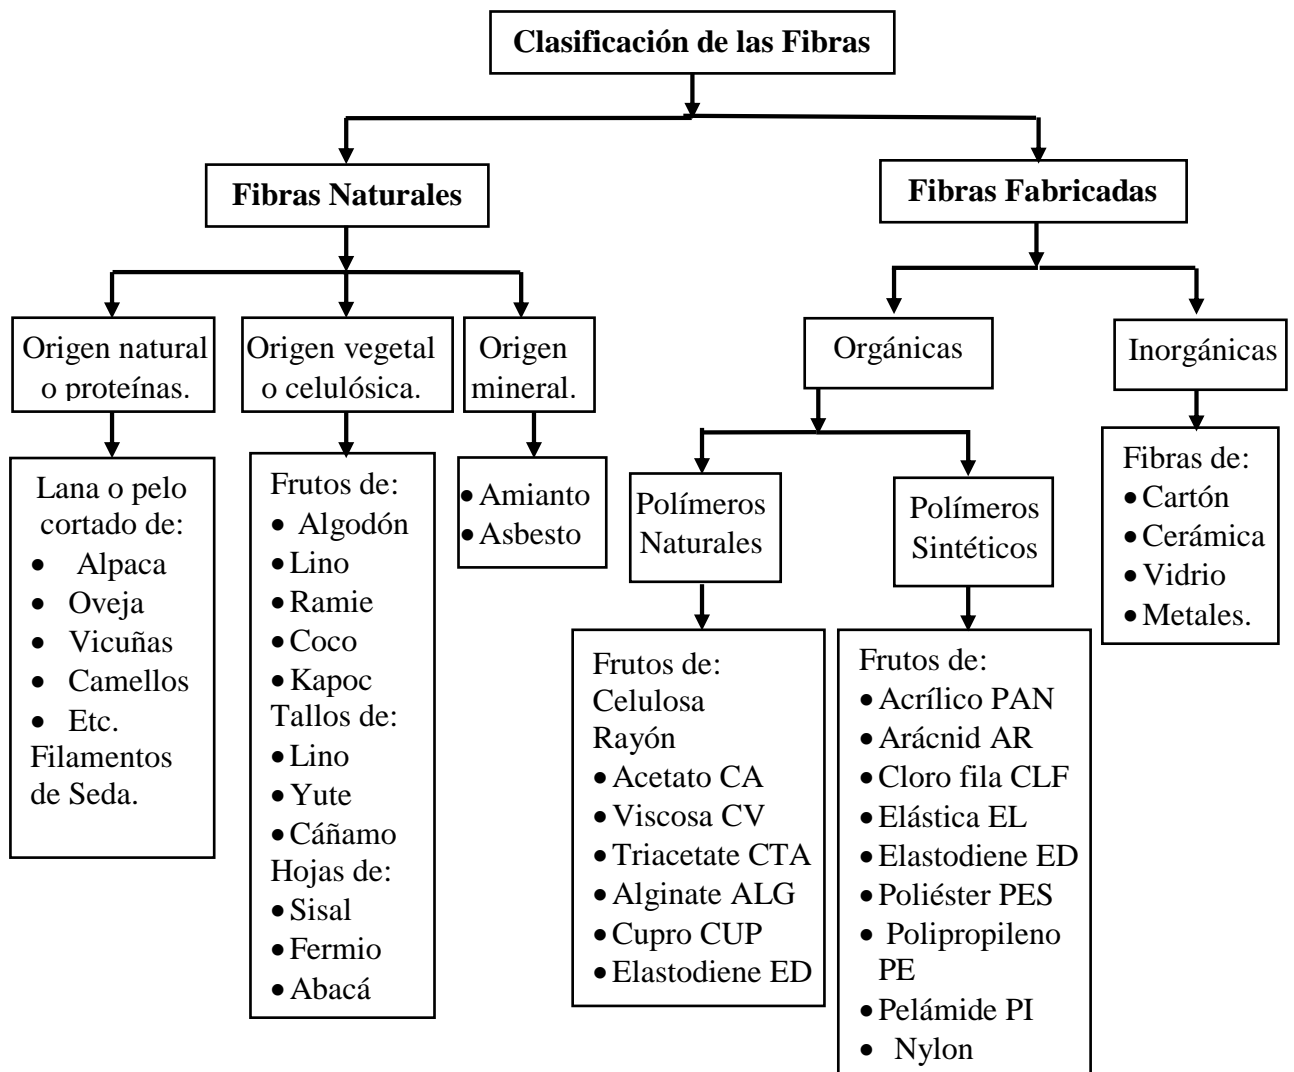 Clasificación de las Fibras
Fibras Naturales
Fibras Fabricadas
Origen natural
o proteínas.
Origen vegetal
o celulósica.
Origen
mineral.
Orgánicas
Inorgánicas
Lana o pelo
cortado de:
• Alpaca
• Oveja
• Vicuñas
• Camellos
• Etc.
Filamentos
de Seda.
Frutos de:
• Algodón
• Lino
• Ramie
• Coco
• Kapoc
Tallos de:
• Lino
• Yute
• Cáñamo
Hojas de:
• Sisal
• Fermio
• Abacá
• Amianto
• Asbesto
Polímeros
Naturales
Polímeros
Sintéticos
Fibras de:
• Cartón
• Cerámica
• Vidrio
• Metales.
Frutos de:
Celulosa
Rayón
• Acetato CA
• Viscosa CV
• Triacetate CTA
• Alginate ALG
• Cupro CUP
• Elastodiene ED
Frutos de:
• Acrílico PAN
• Arácnid AR
• Cloro fila CLF
• Elástica EL
• Elastodiene ED
• Poliéster PES
• Polipropileno
PE
• Pelámide PI
• Nylon